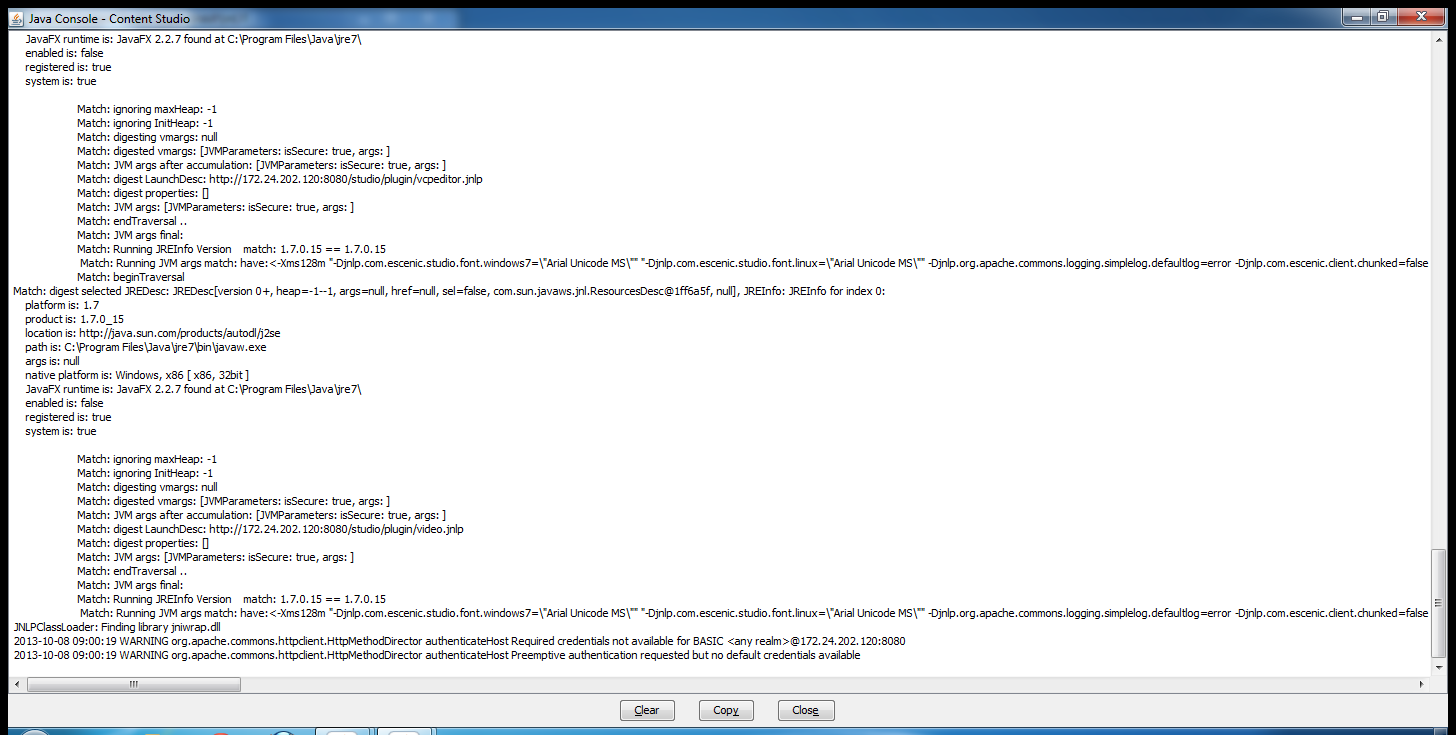 Java Console - Content Studio
JavaFX runtime is: JavaFX 2.2.7 found at C:\Program Files\Java\jre7\
enabled is: false
registered is: true
system is: true
Match: ignoring maxHeap: -1
Match: ignoring InitHeap: -1
Match: digesting vmargs: null
Match: digested vmargs: [JVMParameters: isSecure: true, args: ]
Match: JVM args after accumulation: [JVMParameters: isSecure: true, args: ]
Match: digest LaunchDesc: http://172.24.202.120:8080/studio/plugin/vcpeditor.jnlp
Match: digest properties: []
Match: JVM args: [JVMParameters: isSecure: true, args: ]
Match: endTraversal ..
Match: JVM args final:
Match: Running JREInfo Version    match: 1.7.0.15 == 1.7.0.15
Match: Running JVM args match: have:<-Xms128m "-Djnlp.com.escenic.studio.font.windows7=\"Arial Unicode MS\"" "-Djnlp.com.escenic.studio.font.linux=\"Arial Unicode MS\"" -Djnlp.org.apache.commons.logging.simplelog.defaultlog=error -Djnlp.com.escenic.client.chunked=false
Match: beginTraversal
Match: digest selected JREDesc: JREDesc[version 0+, heap=-1--1, args=null, href=null, sel=false, com.sun.javaws.jnl.ResourcesDesc@1ff6a5f, null], JREInfo: JREInfo for index 0:
platform is: 1.7
product is: 1.7.0_15
location is: http://java.sun.com/products/autodl/j2se
path is: C:\Program Files\Java\jre7\bin\javaw.exe
args is: null
native platform is: Windows, x86 [ x86, 32bit ]
JavaFX runtime is: JavaFX 2.2.7 found at C:\Program Files\Java\jre7\
enabled is: false
registered is: true
system is: true
Match: ignoring maxHeap: -1
Match: ignoring InitHeap: -1
Match: digesting vmargs: null
Match: digested vmargs: [JVMParameters: isSecure: true, args: ]
Match: JVM args after accumulation: [JVMParameters: isSecure: true, args: ]
Match: digest LaunchDesc: http://172.24.202.120:8080/studio/plugin/video.jnlp
Match: digest properties: []
Match: JVM args: [JVMParameters: isSecure: true, args: ]
Match: endTraversal ..
Match: JVM args final:
Match: Running JREInfo Version    match: 1.7.0.15 == 1.7.0.15
Match: Running JVM args match: have:<-Xms128m "-Djnlp.com.escenic.studio.font.windows7=\"Arial Unicode MS\"" "-Djnlp.com.escenic.studio.font.linux=\"Arial Unicode MS\"" -Djnlp.org.apache.commons.logging.simplelog.defaultlog=error -Djnlp.com.escenic.client.chunked=false
JNLPClassLoader: Finding library jniwrap.dll
2013-10-08 09:00:19 WARNING org.apache.commons.httpclient.HttpMethodDirector authenticateHost Required credentials not available for BASIC <any realm>@172.24.202.120:8080
2013-10-08 09:00:19 WARNING org.apache.commons.httpclient.HttpMethodDirector authenticateHost Preemptive authentication requested but no default credentials available
Clear Copy Close